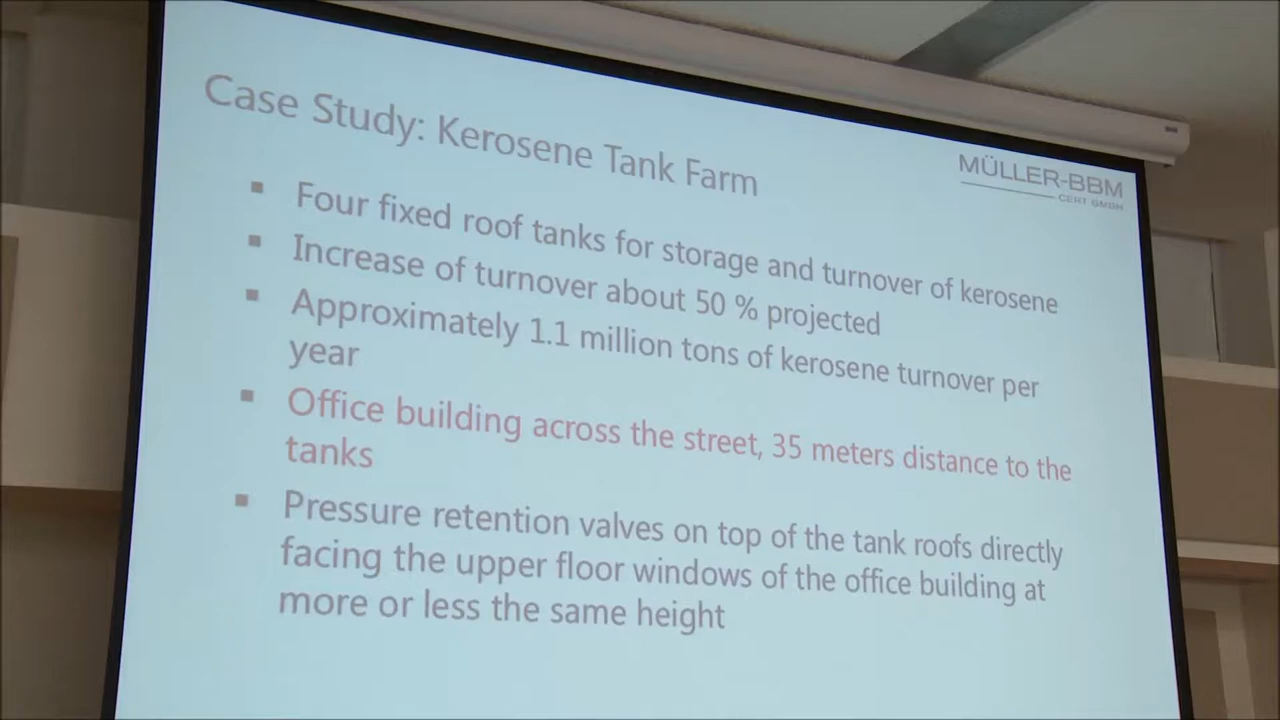 Case Study: Kerosene Tank Farm
MÜLLER-BBM
CERT GMBH
▪ Four fixed roof tanks for storage and turnover of kerosene
▪ Increase of turnover about 50 % projected
▪ Approximately 1.1 million tons of kerosene turnover per
year
▪ Office building across the street, 35 meters distance to the
tanks
▪ Pressure retention valves on top of the tank roofs directly
facing the upper floor windows of the office building at
more or less the same height